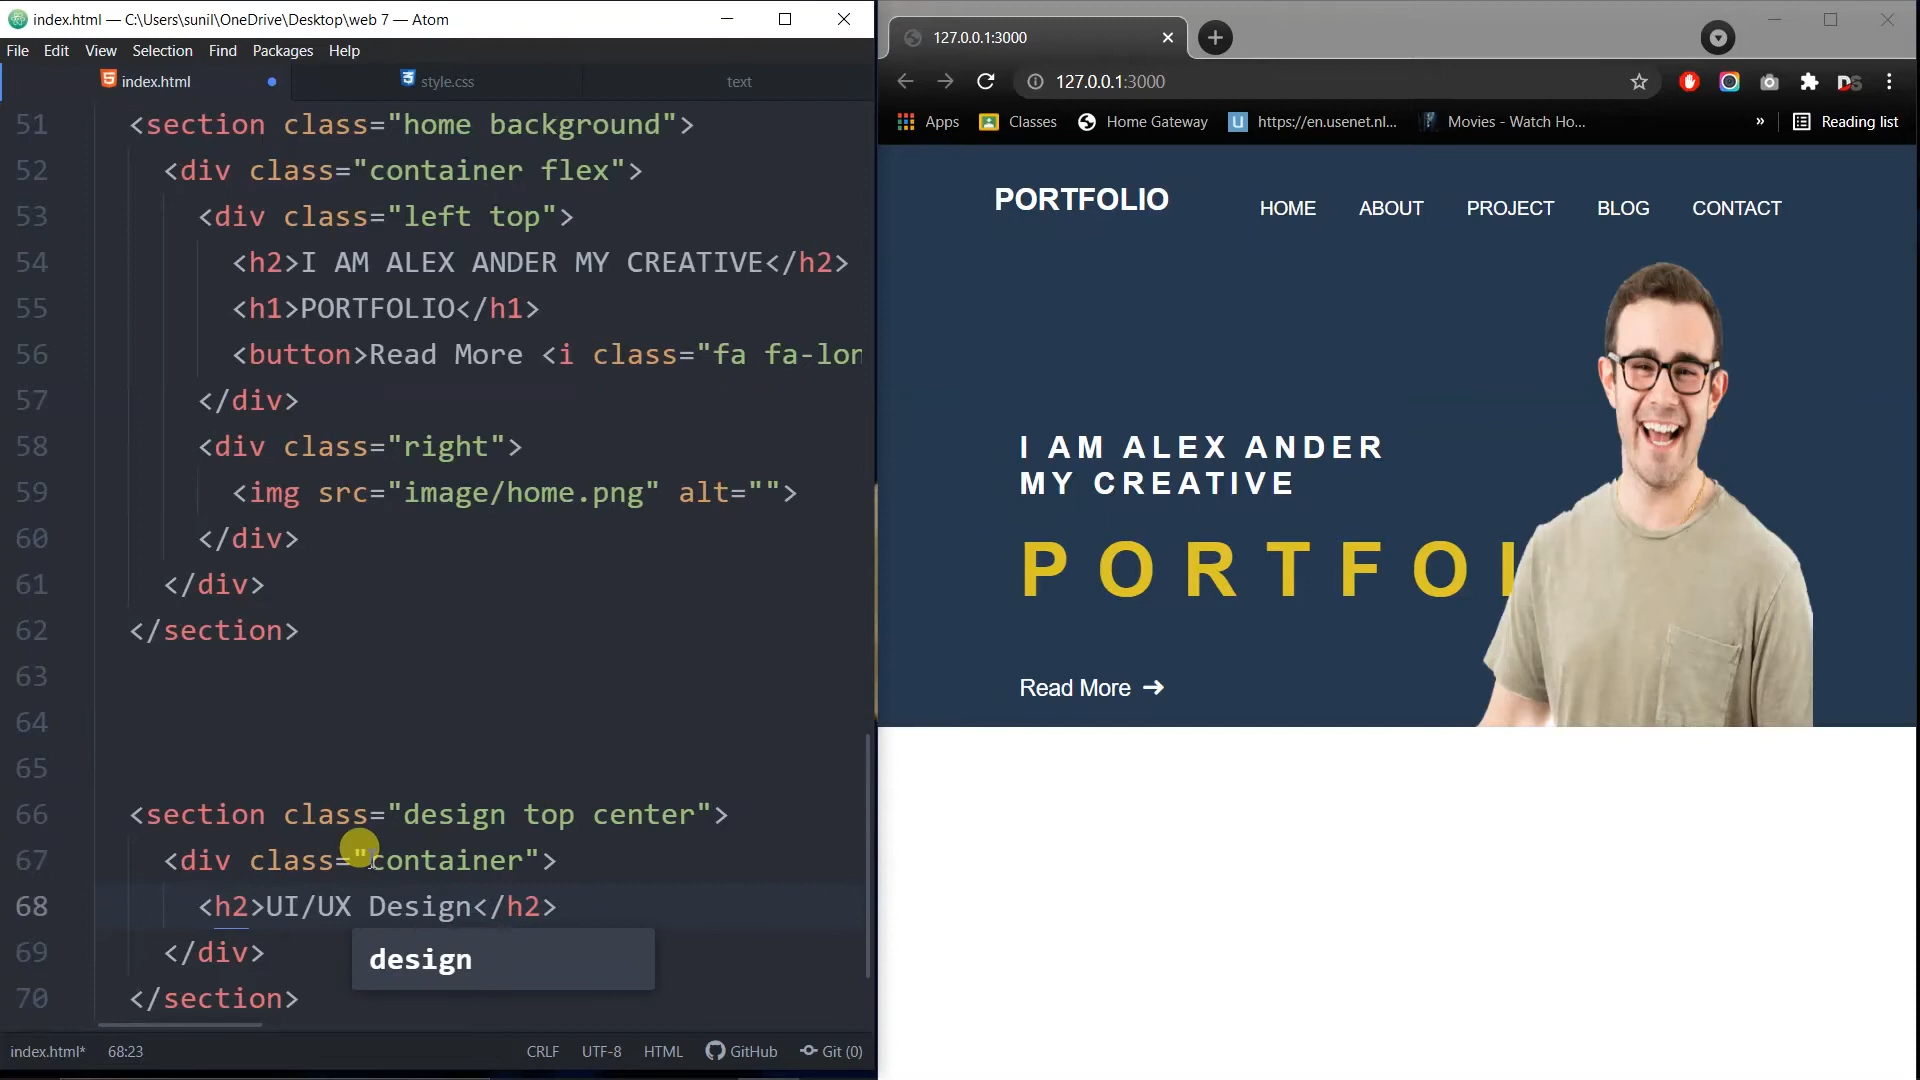 index.html — C:\Users\sunil\OneDrive\Desktop\web 7 — Atom
File Edit View Selection Find Packages Help
index.html style.css text
51 <section class="home background">
52 <div class="container flex">
53 <div class="left top">
54 <h2>I AM ALEX ANDER MY CREATIVE</h2>
55 <h1>PORTFOLIO</h1>
56 <button>Read More <i class="fa fa-lon
57 </div>
58 <div class="right">
59 <img src="image/home.png" alt="">
60 </div>
61 </div>
62 </section>
63
64
65
66 <section class="design top center">
67 <div class="container">
68 <h2>UI/UX Design</h2>
69 </div>
design
70 </section>
index.html* 68:23 CRLF UTF-8 HTML GitHub Git (0)
127.0.0.1:3000
127.0.0.1:3000
Apps Classes Home Gateway U https://en.usenet.nl... Movies - Watch Ho... » Reading list
PORTFOLIO HOME ABOUT PROJECT BLOG CONTACT
I AM ALEX ANDER
MY CREATIVE
PORTFOI
Read More